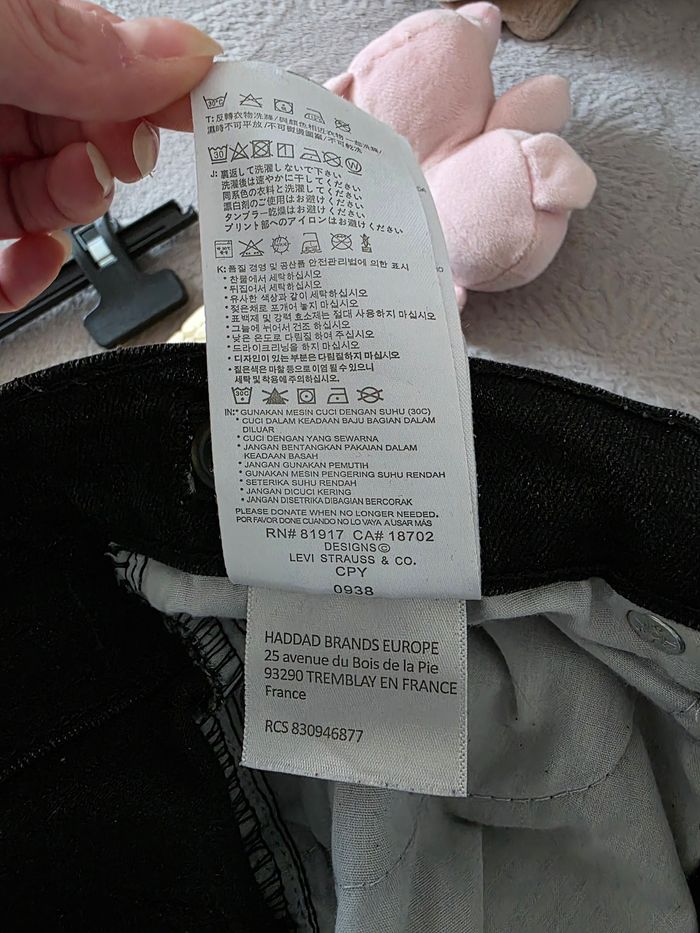 30°C
T: 反轉衣物洗滌/與顏色相近衣物一起洗滌/
濕時不可平放/不可熨燙圖案/不可乾洗
30
W
J: 裏返して洗濯しないで下さい
洗濯後は速やかに干してください
同系色の衣料と洗濯してください
漂白剤のご使用はお避けください
タンブラー乾燥はお避けください
プリント部へのアイロンはお避けください
K: 품질 경영 및 공산품 안전관리법에 의한 표시
• 찬물에서 세탁하십시오
• 뒤집어서 세탁하십시오
• 유사한 색상과 같이 세탁하십시오
• 젖은채로 포개어 놓지 마십시오
• 표백제 및 강력 효소제는 절대 사용하지 마십시오
• 그늘에 뉘어서 건조 하십시오
• 낮은 온도로 다림질 하여 주십시오
• 드라이크리닝을 하지 마십시오
• 디자인이 있는 부분은 다림질하지 마십시오
• 짙은색은 마찰 등으로 이염 될 수 있으니
세탁 및 착용에 주의하십시오.
30C
IN:* GUNAKAN MESIN CUCI DENGAN SUHU (30C)
* CUCI DALAM KEADAAN BAJU BAGIAN DALAM
DILUAR
* CUCI DENGAN YANG SEWARNA
* JANGAN BENTANGKAN PAKAIAN DALAM
KEADAAN BASAH
* JANGAN GUNAKAN PEMUTIH
* GUNAKAN MESIN PENGERING SUHU RENDAH
* SETERIKA SUHU RENDAH
* JANGAN DICUCI KERING
* JANGAN DISETRIKA DIBAGIAN BERCORAK
PLEASE DONATE WHEN NO LONGER NEEDED.
POR FAVOR DONE CUANDO NO LO VAYA A USAR MÁS
RN# 81917 CA# 18702
DESIGNS©
LEVI STRAUSS & CO.
CPY
0938
HADDAD BRANDS EUROPE
25 avenue du Bois de la Pie
93290 TREMBLAY EN FRANCE
France
RCS 830946877